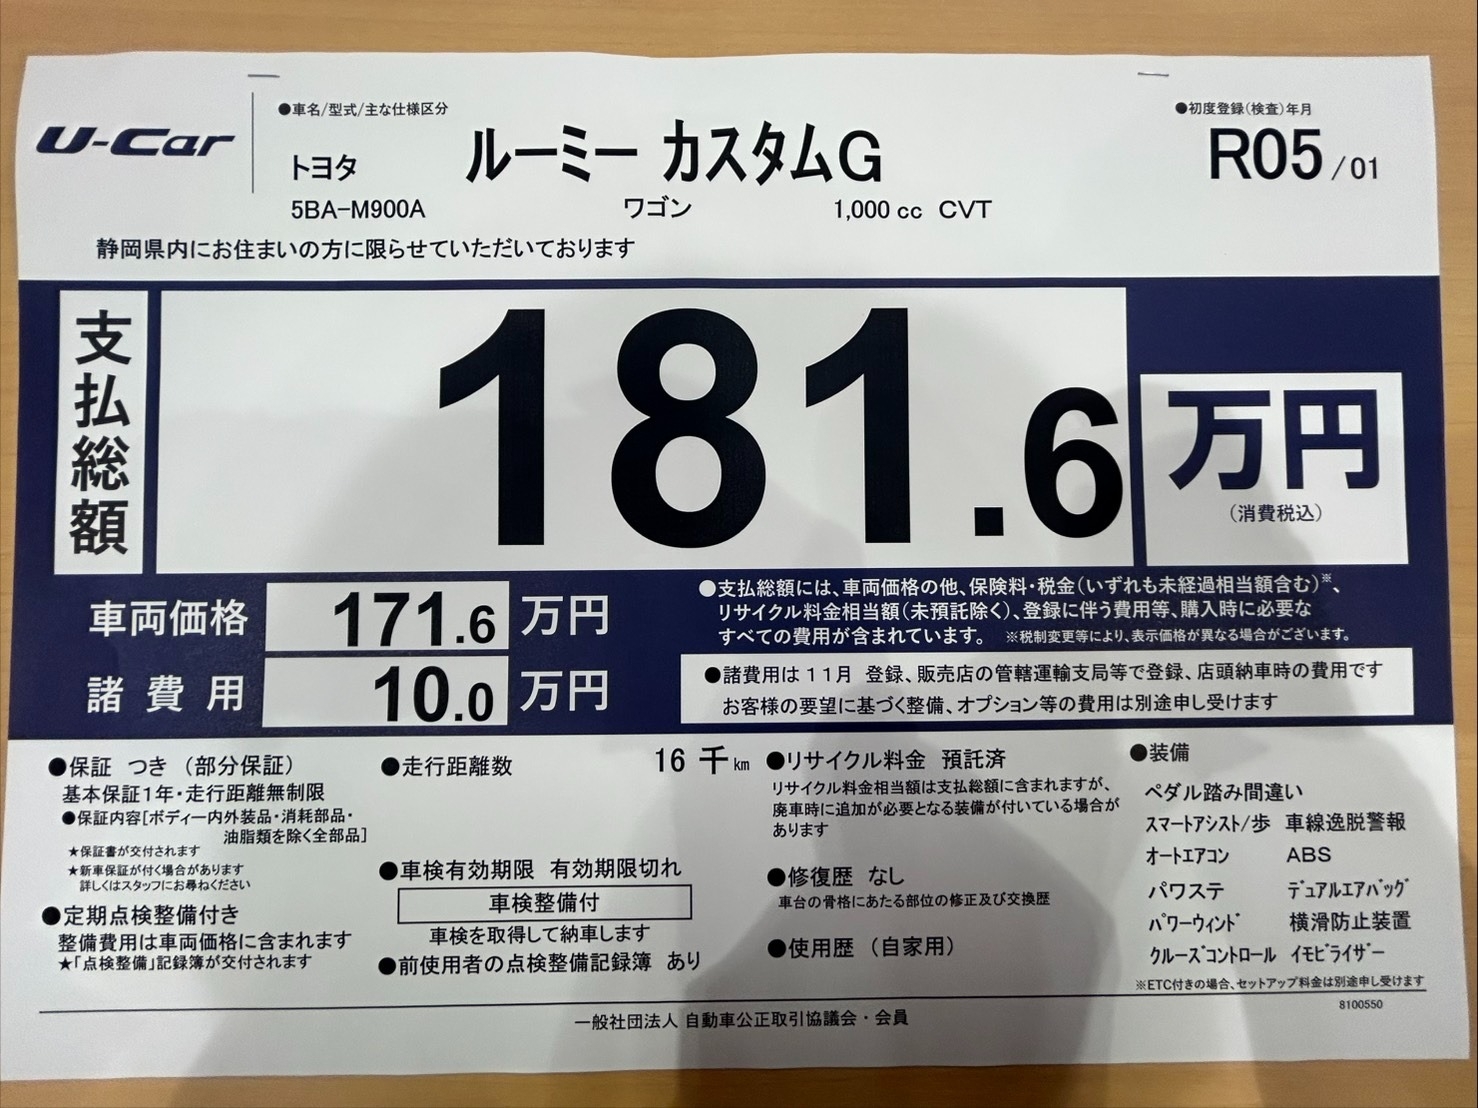 U-Car
●車名/型式/主な仕様区分
●初度登録(検査)年月
トヨタ ルーミー カスタムG
R05/01
5BA-M900A ワゴン 1,000 cc CVT
静岡県内にお住まいの方に限らせていただいております
支払総額
181.6
万円
(消費税込)
車両価格 171.6 万円
諸費用 10.0 万円
●支払総額には、車両価格の他、保険料・税金(いずれも未経過相当額含む)※、
リサイクル料金相当額(未預託除く)、登録に伴う費用等、購入時に必要な
すべての費用が含まれています。 ※税制変更等により、表示価格が異なる場合がございます。
●諸費用は11月 登録、販売店の管轄運輸支局等で登録、店頭納車時の費用です
お客様の要望に基づく整備、オプション等の費用は別途申し受けます
●保証 つき (部分保証)
基本保証1年・走行距離無制限
●保証内容[ボディー内外装品・消耗部品・
油脂類を除く全部品]
★保証書が交付されます
★新車保証が付く場合があります
詳しくはスタッフにお尋ねください
●定期点検整備付き
整備費用は車両価格に含まれます
★「点検整備」記録簿が交付されます
●走行距離数 16 千km
●車検有効期限 有効期限切れ
車検整備付
車検を取得して納車します
●前使用者の点検整備記録簿 あり
●リサイクル料金 預託済
リサイクル料金相当額は支払総額に含まれますが、
廃車時に追加が必要となる装備が付いている場合が
あります
●修復歴 なし
車台の骨格にあたる部位の修正及び交換歴
●使用歴 (自家用)
●装備
ペダル踏み間違い
スマートアシスト/歩 車線逸脱警報
オートエアコン ABS
パワステ デュアルエアバッグ
パワーウィンド 横滑防止装置
クルーズコントロール イモビライザー
※ETC付きの場合、セットアップ料金は別途申し受けます
8100550
一般社団法人 自動車公正取引協議会・会員